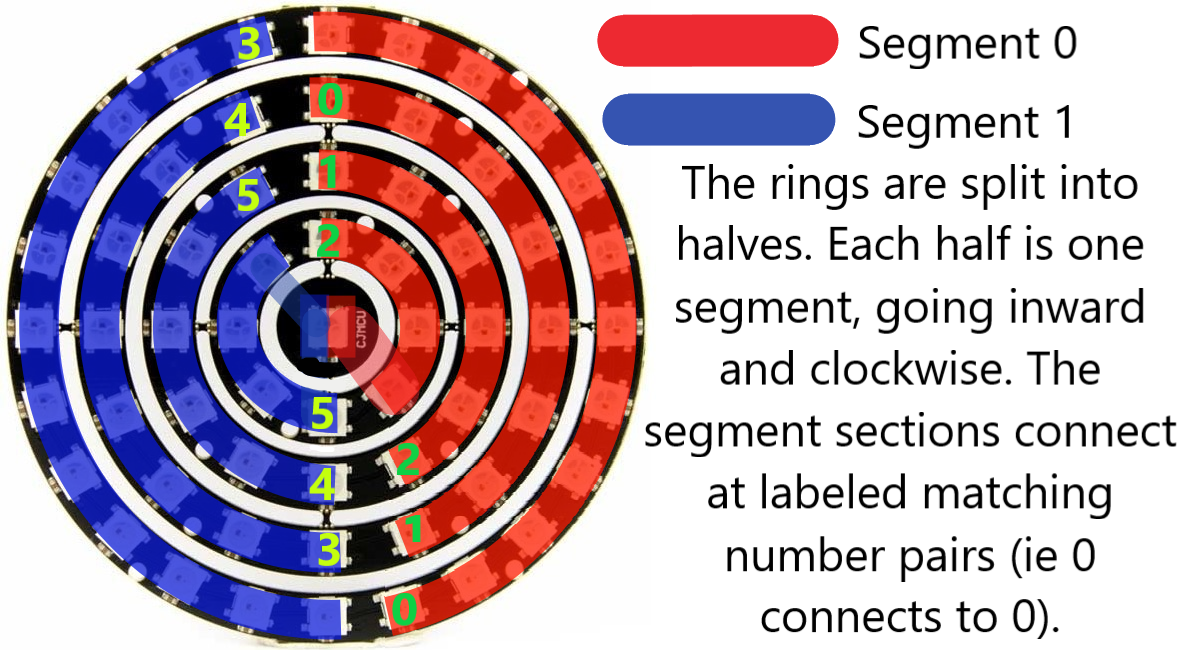 Segment 0
Segment 1
The rings are split into
halves. Each half is one
segment, going inward
and clockwise. The
segment sections connect
at labeled matching
number pairs (ie 0
connects to 0).
3
0
4
1
5
2
CJMCU
5
2
4
1
3
0